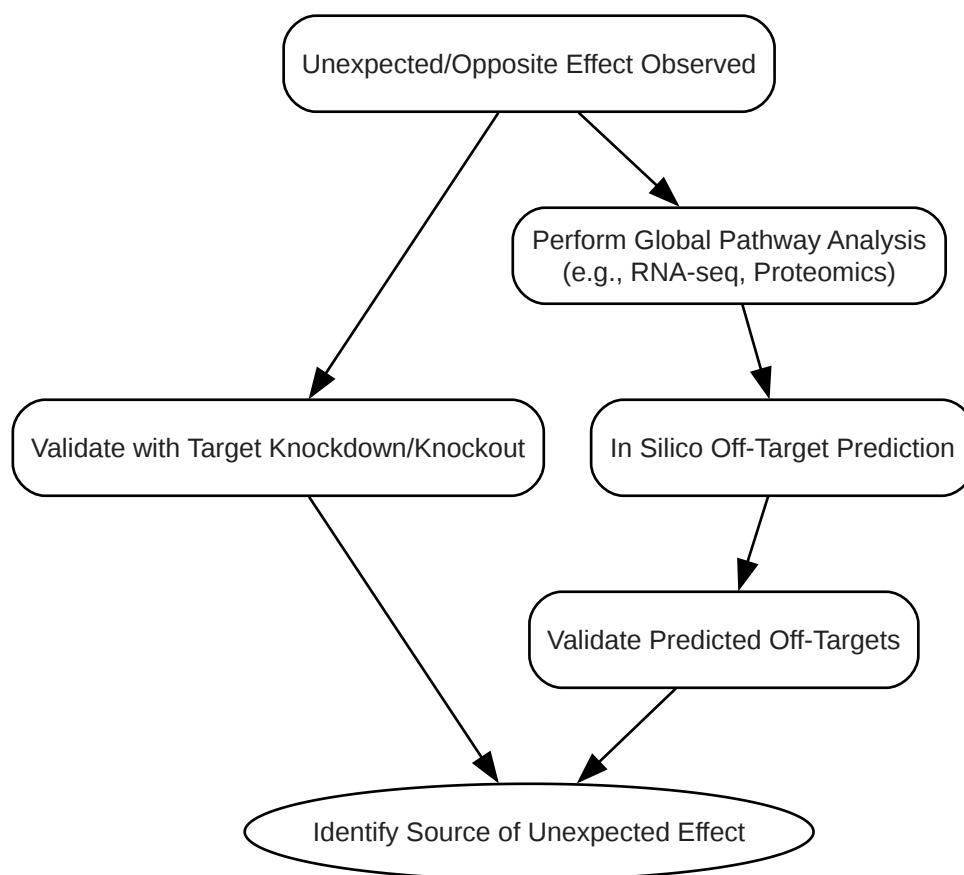 Unexpected/Opposite Effect Observed
Perform Global Pathway Analysis
(e.g., RNA-seq, Proteomics)
Validate with Target Knockdown/Knockout
In Silico Off-Target Prediction
Validate Predicted Off-Targets
Identify Source of Unexpected Effect